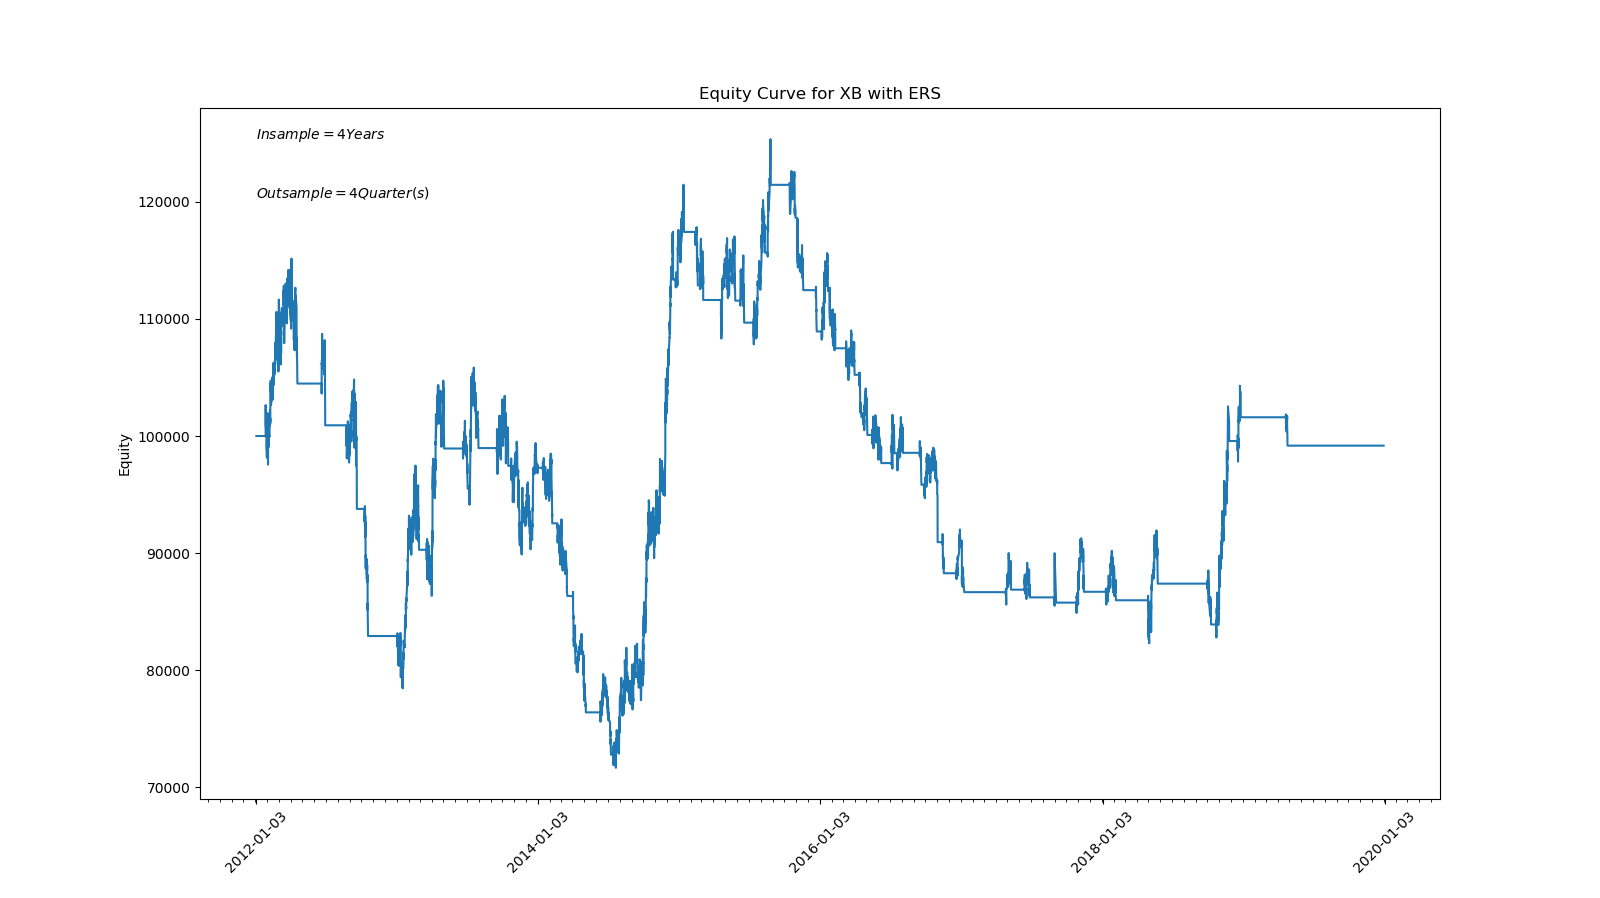 Equity Curve for XB with ERS
Insample = 4Years
Outsample = 4Quarter(s)
Equity
120000
110000
100000
90000
80000
70000
2012-01-03
2014-01-03
2016-01-03
2018-01-03
2020-01-03